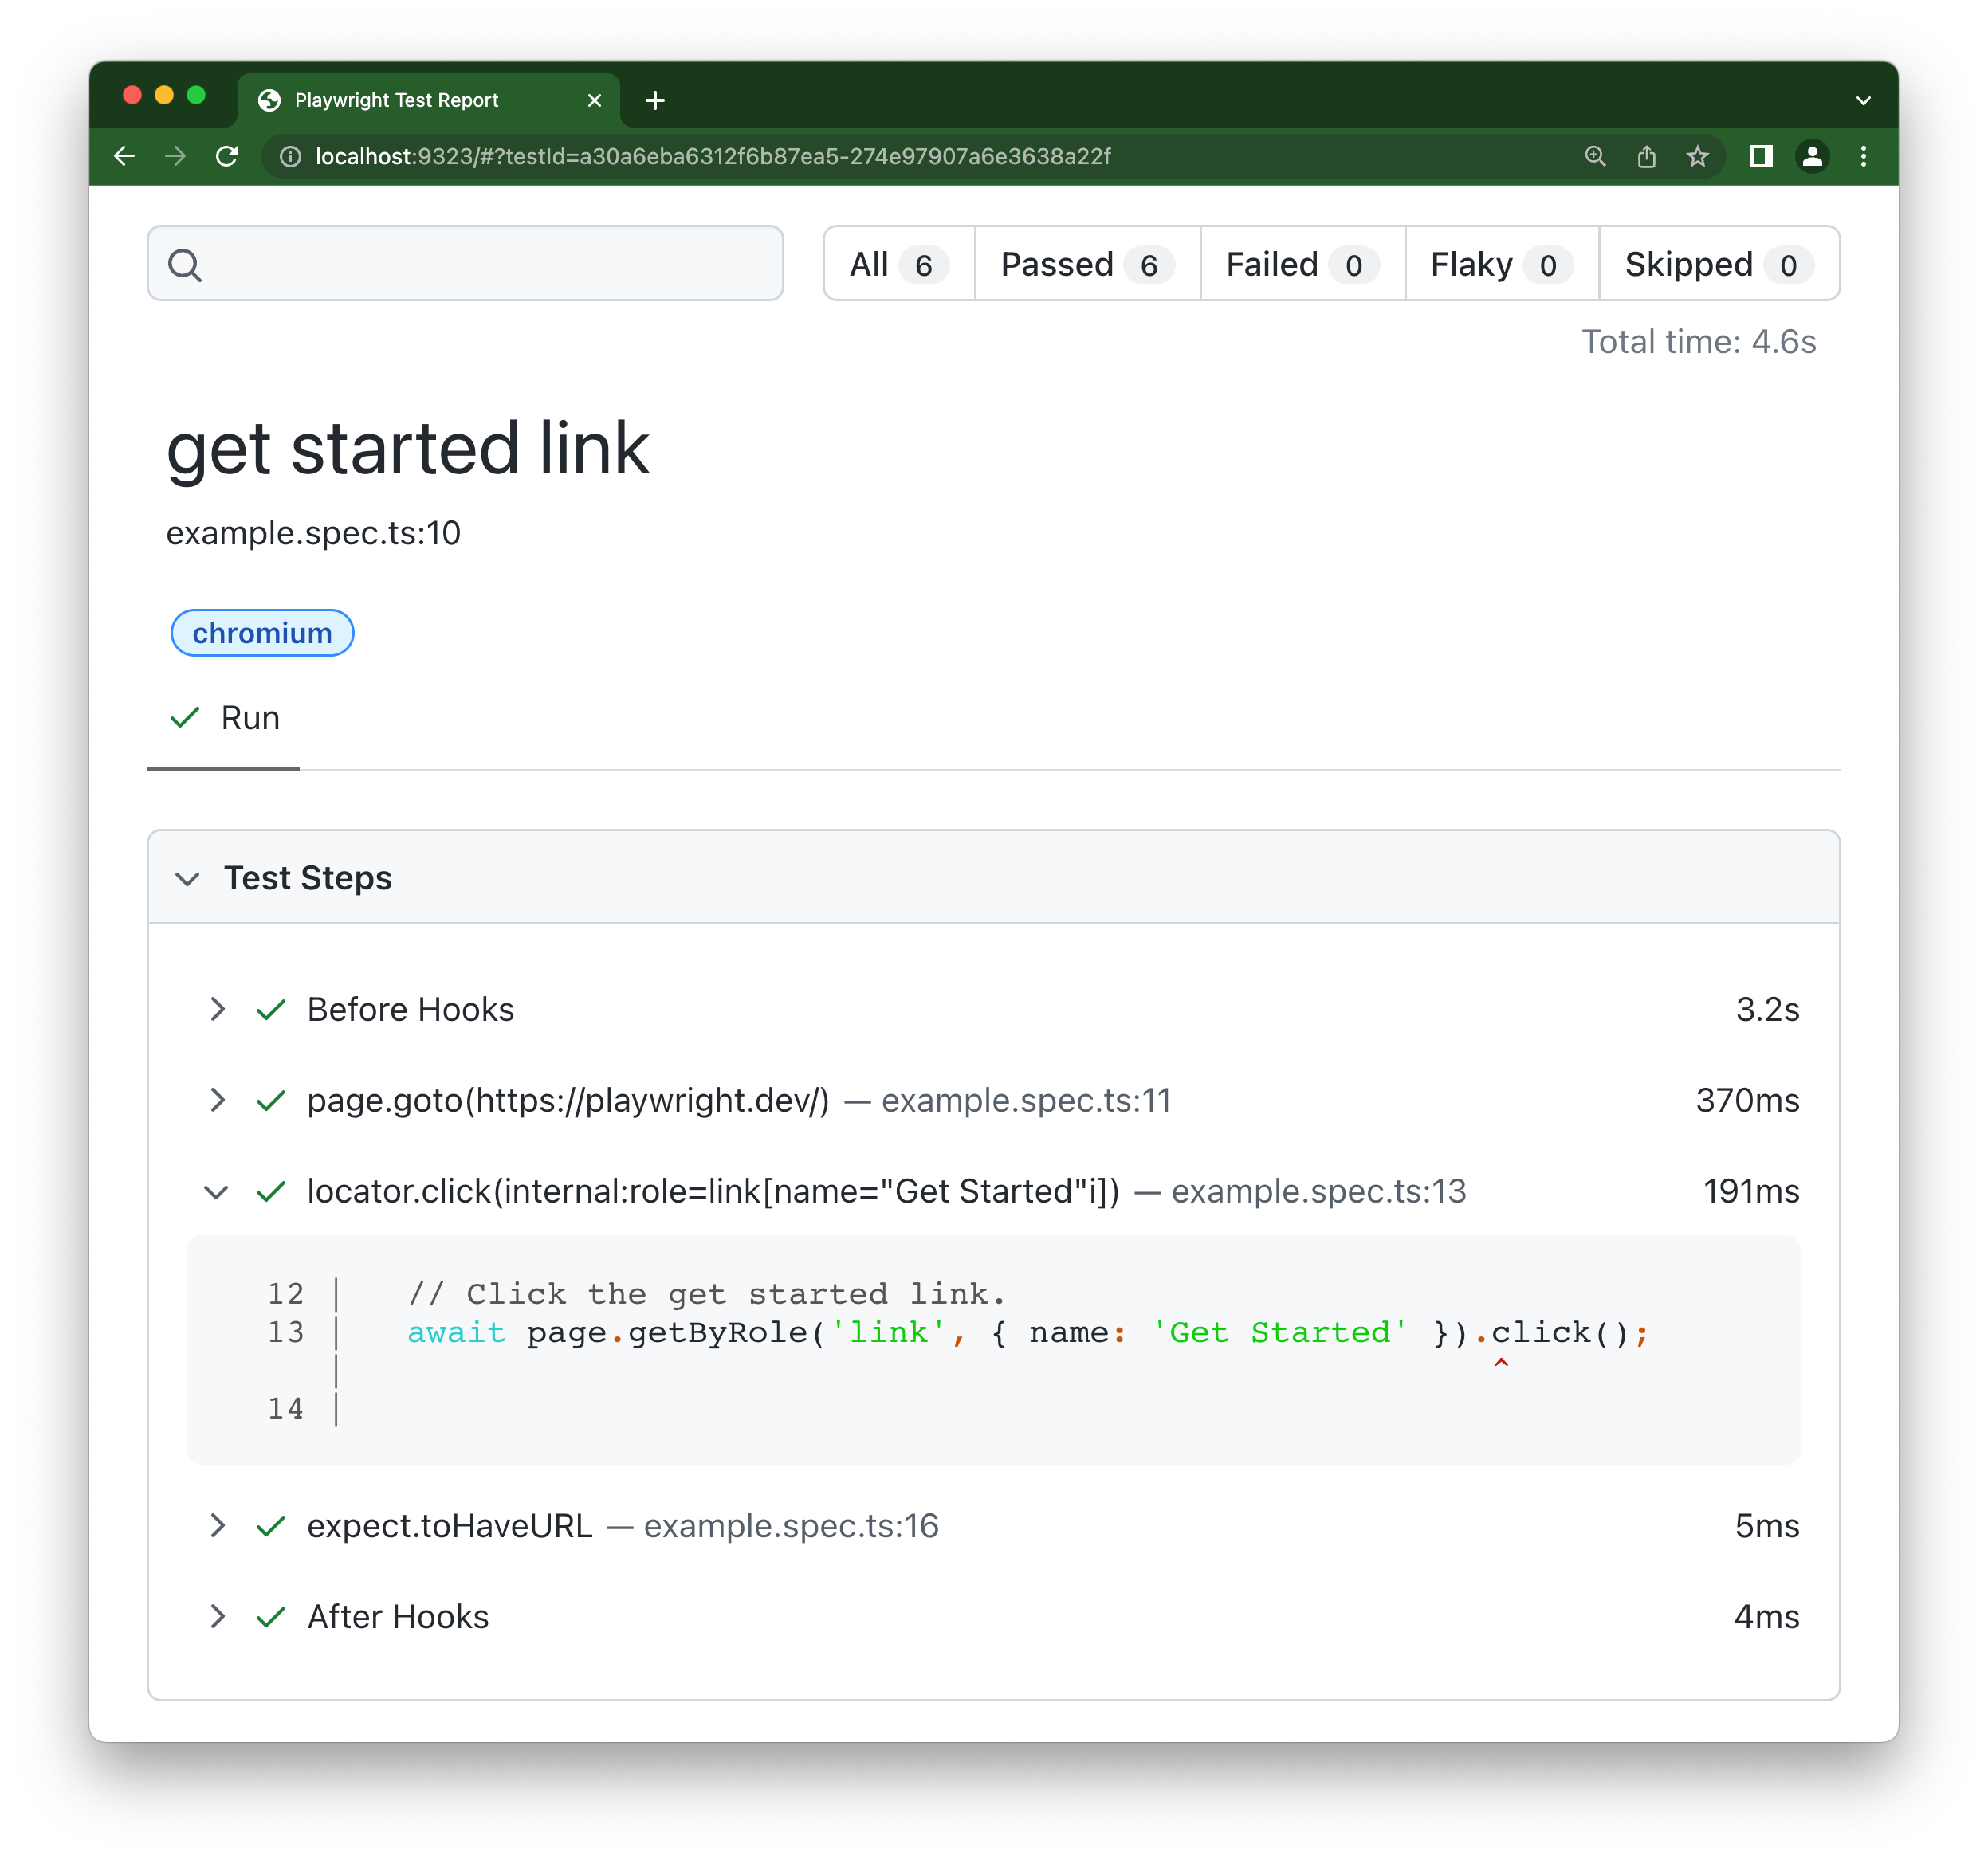 Playwright Test Report
localhost:9323/#?testId=a30a6eba6312f6b87ea5-274e97907a6e3638a22f
All 6 Passed 6 Failed 0 Flaky 0 Skipped 0
Total time: 4.6s
get started link
example.spec.ts:10
chromium
Run
Test Steps
Before Hooks 3.2s
page.goto(https://playwright.dev/) — example.spec.ts:11 370ms
locator.click(internal:role=link[name="Get Started"i]) — example.spec.ts:13 191ms
12 |   // Click the get started link.
13 |   await page.getByRole('link', { name: 'Get Started' }).click();
|                                                         ^
14 |
expect.toHaveURL — example.spec.ts:16 5ms
After Hooks 4ms